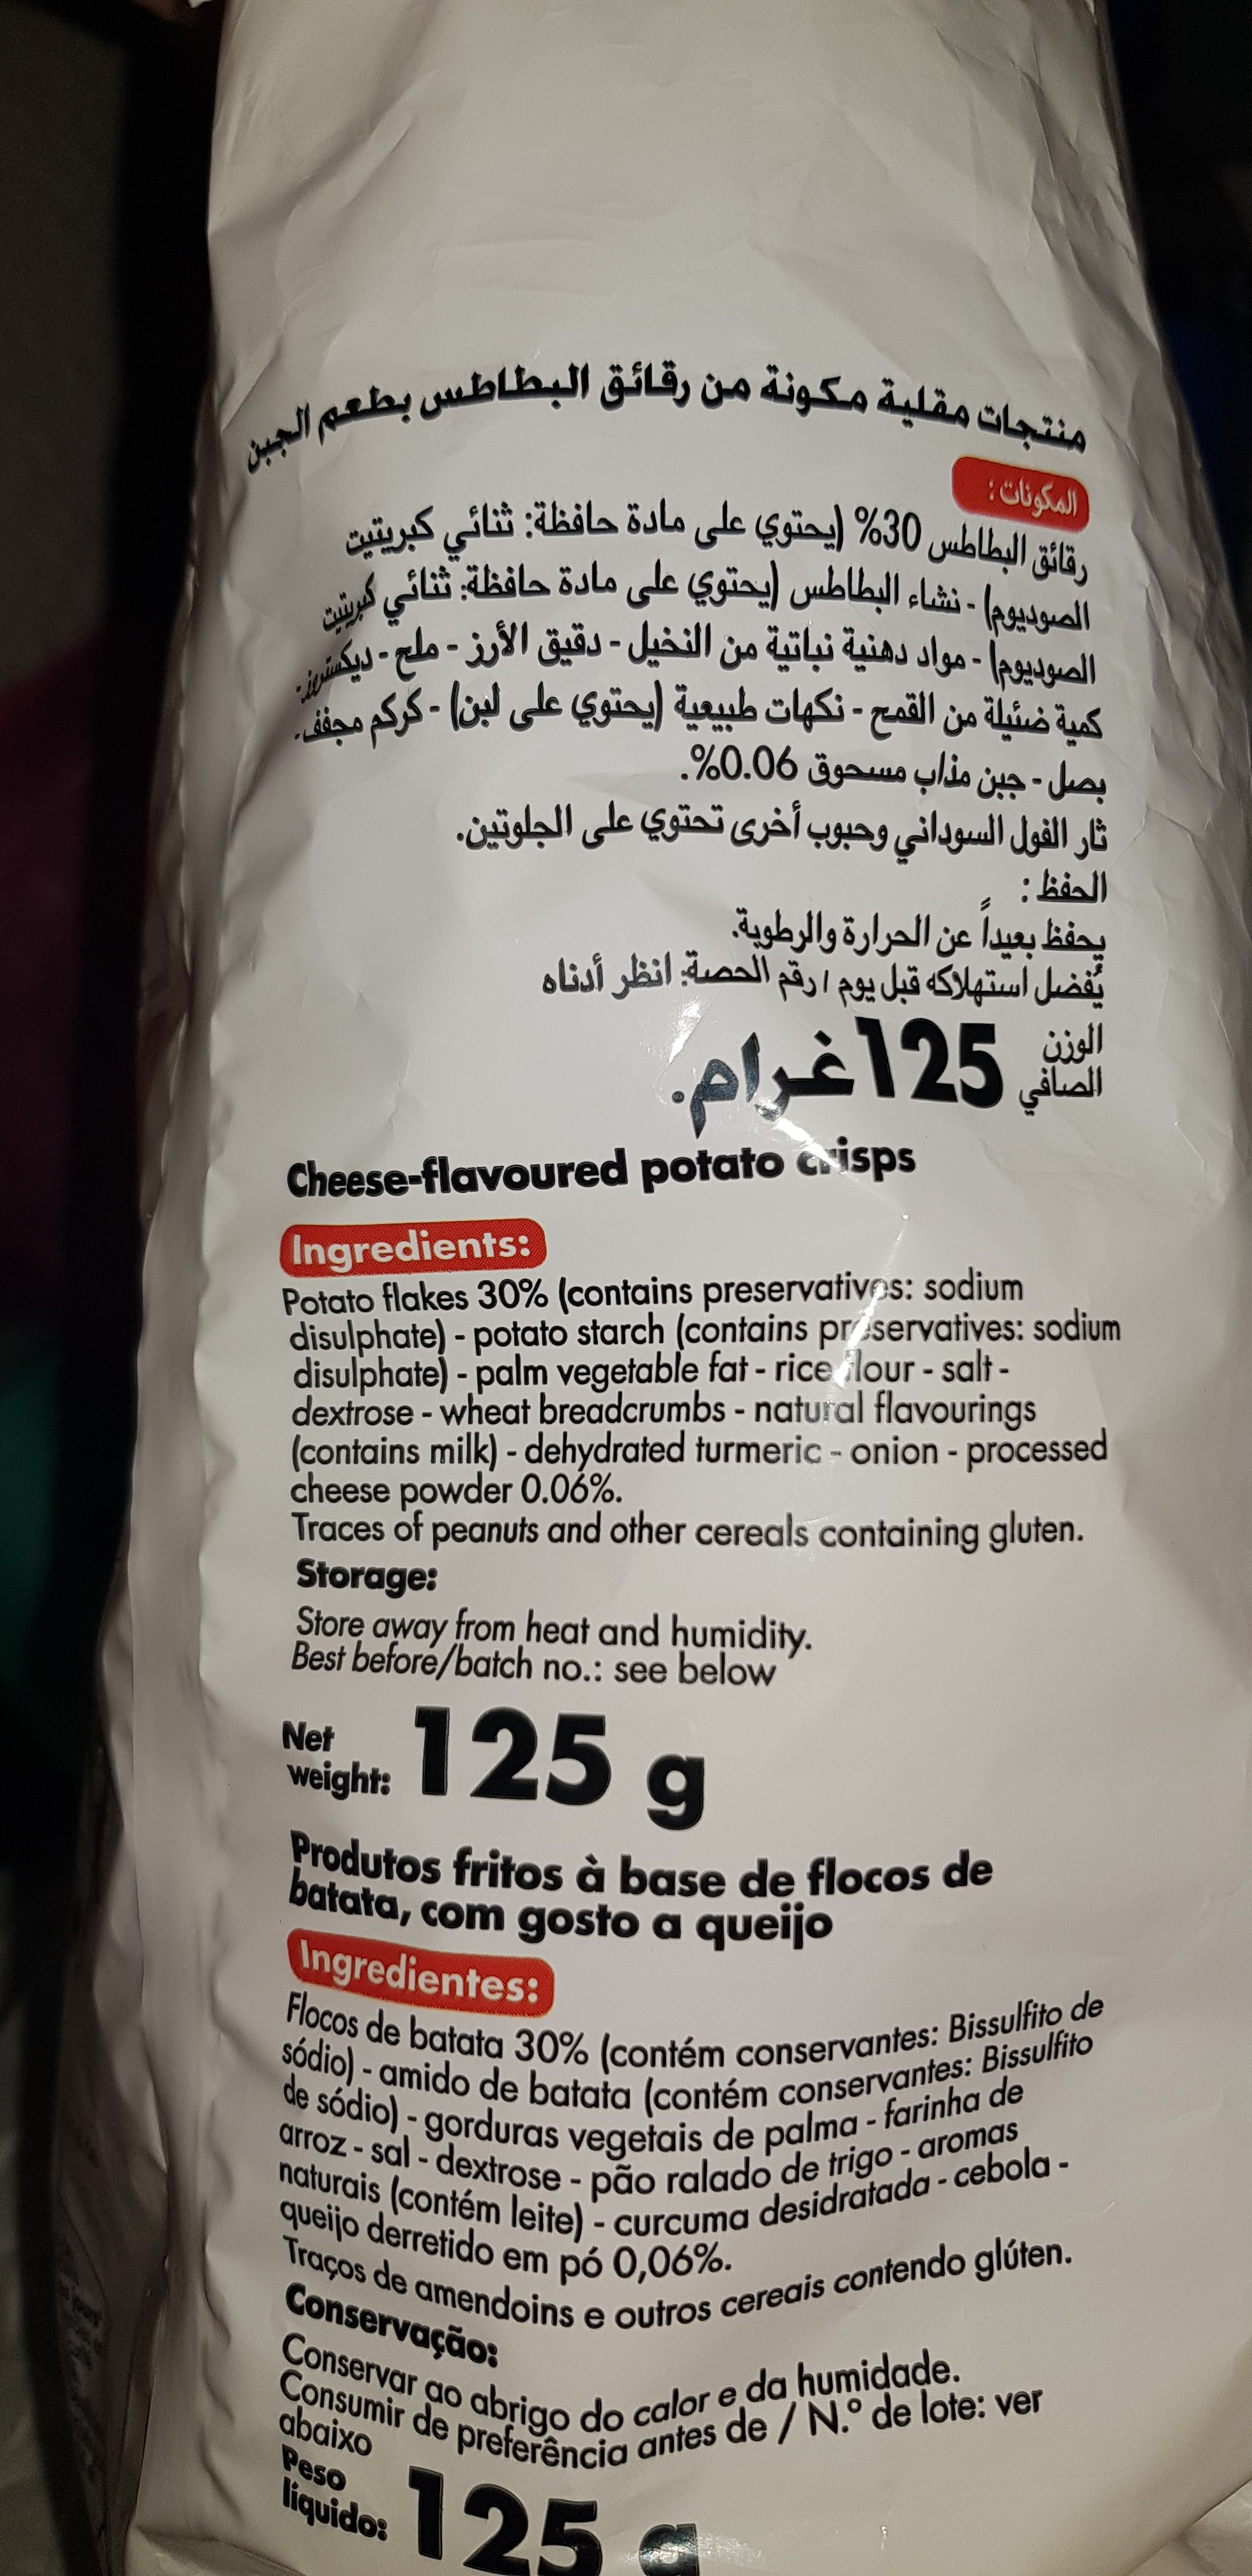 منتجات مقلية مكونة من رقائق البطاطس بطعم الجبن
المكونات :
رقائق البطاطس 30% (يحتوي على مادة حافظة: ثنائي كبريتيت
الصوديوم) - نشاء البطاطس (يحتوي على مادة حافظة: ثنائي كبريتيت
الصوديوم) - مواد دهنية نباتية من النخيل - دقيق الأرز - ملح - ديكستروز -
كمية ضئيلة من القمح - نكهات طبيعية (يحتوي على لبن) - كركم مجفف -
بصل - جبن مذاب مسحوق 0.06%.
ثار الفول السوداني وحبوب أخرى تحتوي على الجلوتين.
الحفظ :
يحفظ بعيداً عن الحرارة والرطوبة.
يُفضل استهلاكه قبل يوم / رقم الحصة: انظر أدناه
الوزن
الصافي
125غرام.
Cheese-flavoured potato crisps
Ingredients:
Potato flakes 30% (contains preservatives: sodium
disulphate) - potato starch (contains preservatives: sodium
disulphate) - palm vegetable fat - rice flour - salt -
dextrose - wheat breadcrumbs - natural flavourings
(contains milk) - dehydrated turmeric - onion - processed
cheese powder 0.06%.
Traces of peanuts and other cereals containing gluten.
Storage:
Store away from heat and humidity.
Best before/batch no.: see below
Net
weight:
125 g
Produtos fritos à base de flocos de
batata, com gosto a queijo
Ingredientes:
Flocos de batata 30% (contém conservantes: Bissulfito de
sódio) - amido de batata (contém conservantes: Bissulfito
de sódio) - gorduras vegetais de palma - farinha de
arroz - sal - dextrose - pão ralado de trigo - aromas
naturais (contém leite) - curcuma desidratada - cebola -
queijo derretido em pó 0,06%.
Traços de amendoins e outros cereais contendo glúten.
Conservação:
Conservar ao abrigo do calor e da humidade.
Consumir de preferência antes de / N.º de lote: ver
abaixo
Peso
líquido:
125 g